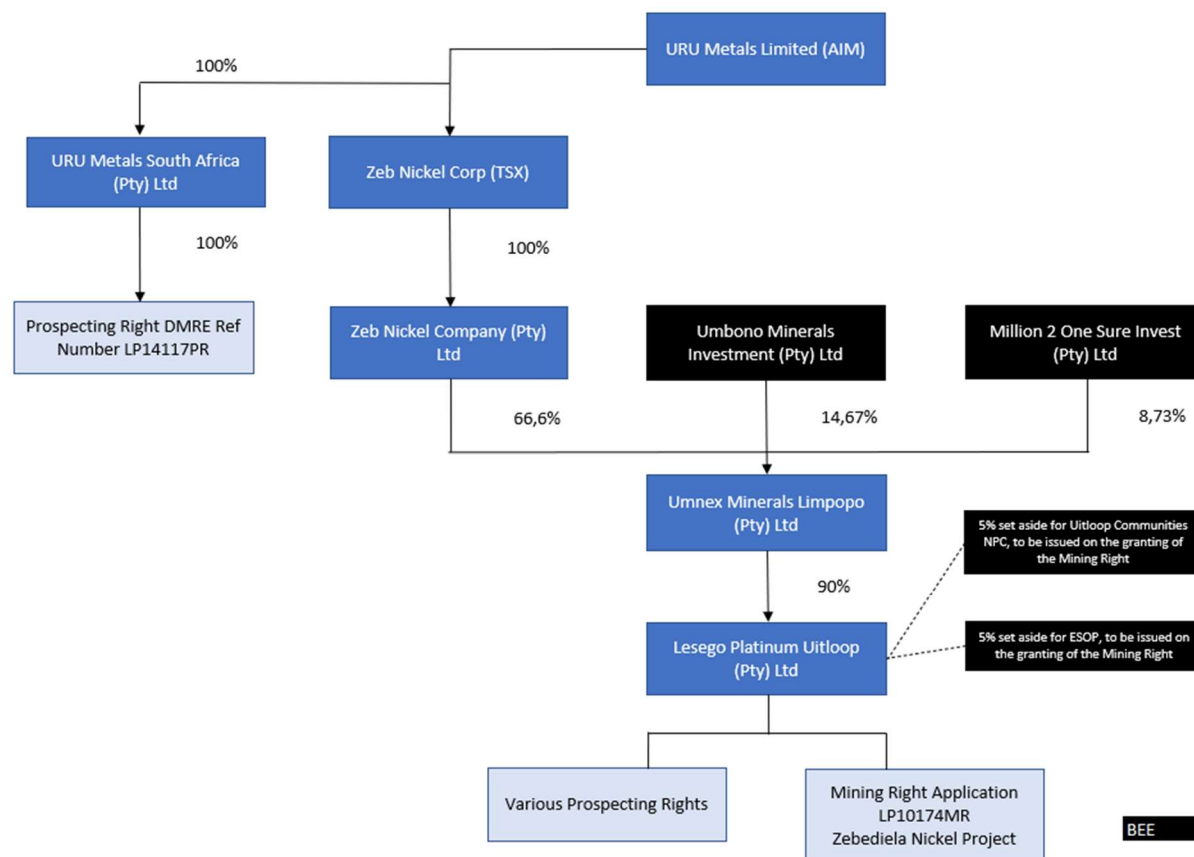 URU Metals Limited (AIM)
100%
URU Metals South Africa
(Pty) Ltd
Zeb Nickel Corp (TSX)
100%
100%
Prospecting Right DMRE Ref
Number LP14117PR
Zeb Nickel Company (Pty)
Ltd
Umbono Minerals
Investment (Pty) Ltd
Million 2 One Sure Invest
(Pty) Ltd
66,6%
14,67%
8,73%
Umnex Minerals Limpopo
(Pty) Ltd
5% set aside for Uitloop Communities
NPC, to be issued on the granting of
the Mining Right
90%
Lesego Platinum Uitloop
(Pty) Ltd
5% set aside for ESOP, to be issued on
the granting of the Mining Right
Various Prospecting Rights
Mining Right Application
LP10174MR
Zebediela Nickel Project
BEE